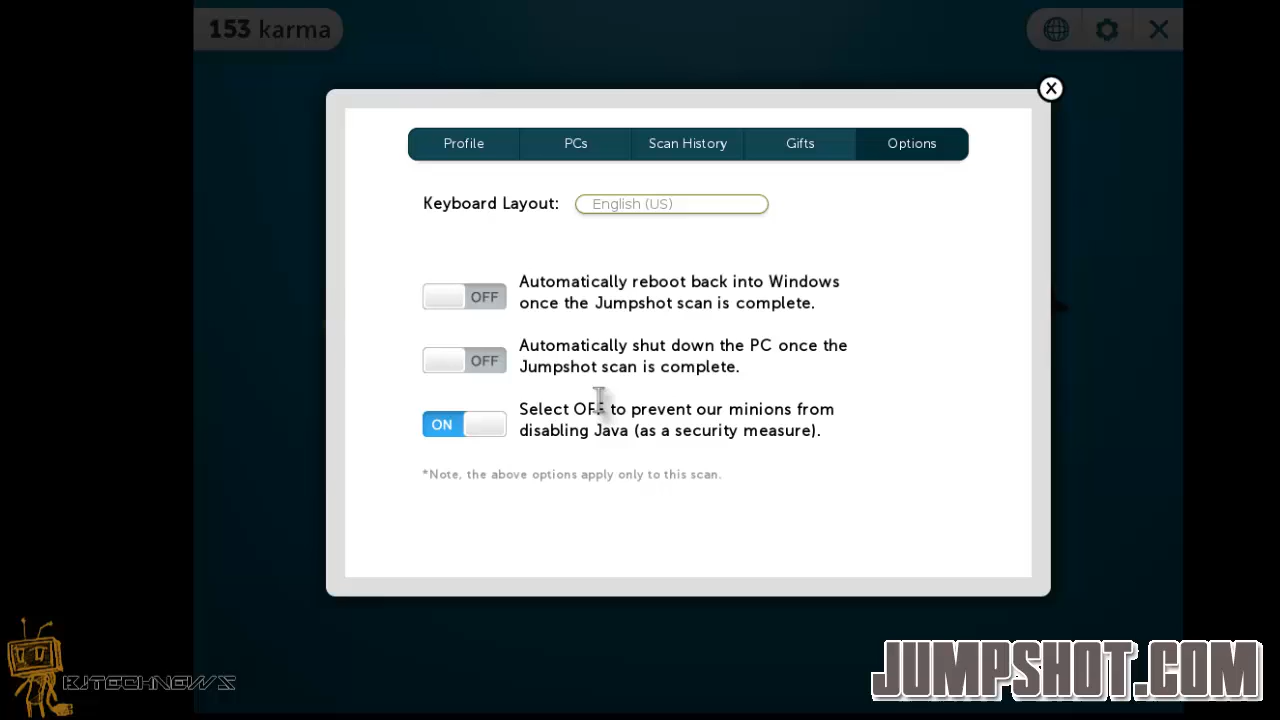 153 karma
X
Profile PCs Scan History Gifts Options
Keyboard Layout: English (US)
OFF Automatically reboot back into Windows
once the Jumpshot scan is complete.
OFF Automatically shut down the PC once the
Jumpshot scan is complete.
ON Select OFF to prevent our minions from
disabling Java (as a security measure).
*Note, the above options apply only to this scan.
BJTECHNEWS
JUMPSHOT.COM